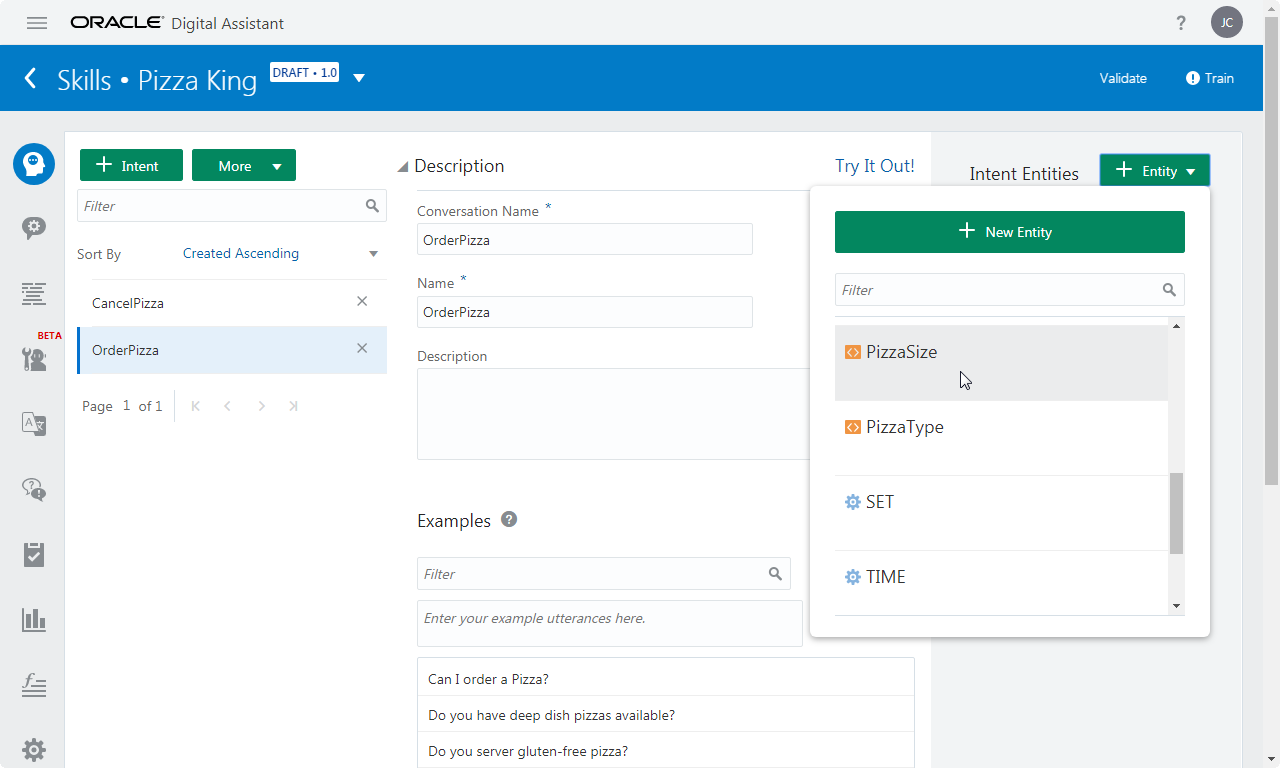 ORACLE Digital Assistant
? JC
Skills • Pizza King DRAFT • 1.0
Validate
Train
BETA
Intent
More
Filter
Sort By Created Ascending
CancelPizza
OrderPizza
Page 1 of 1
Description
Try It Out!
Conversation Name *
OrderPizza
Name *
OrderPizza
Description
Examples ?
Filter
Enter your example utterances here.
Can I order a Pizza?
Do you have deep dish pizzas available?
Do you server gluten-free pizza?
Intent Entities
Entity
New Entity
Filter
PizzaSize
PizzaType
SET
TIME